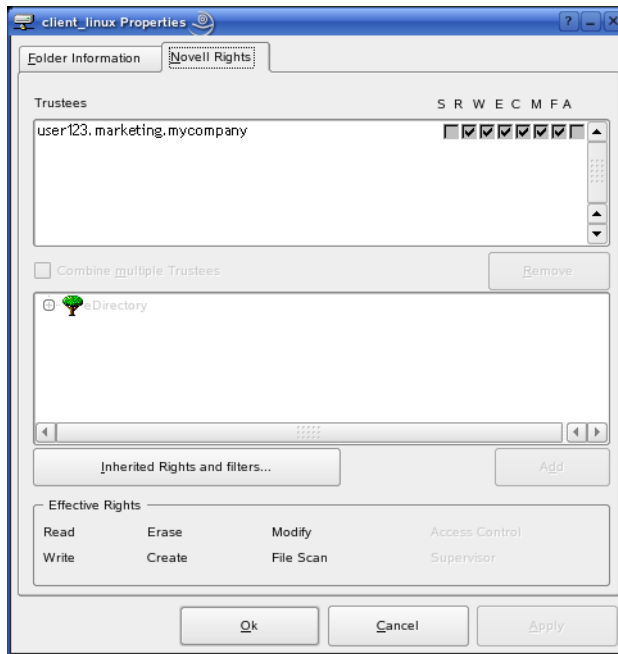 client_linux Properties
Folder Information Novell Rights
Trustees S R W E C M F A
user123.marketing.mycompany
Combine multiple Trustees Remove
eDirectory
Inherited Rights and filters... Add
Effective Rights
Read Erase Modify Access Control
Write Create File Scan Supervisor
Ok Cancel Apply